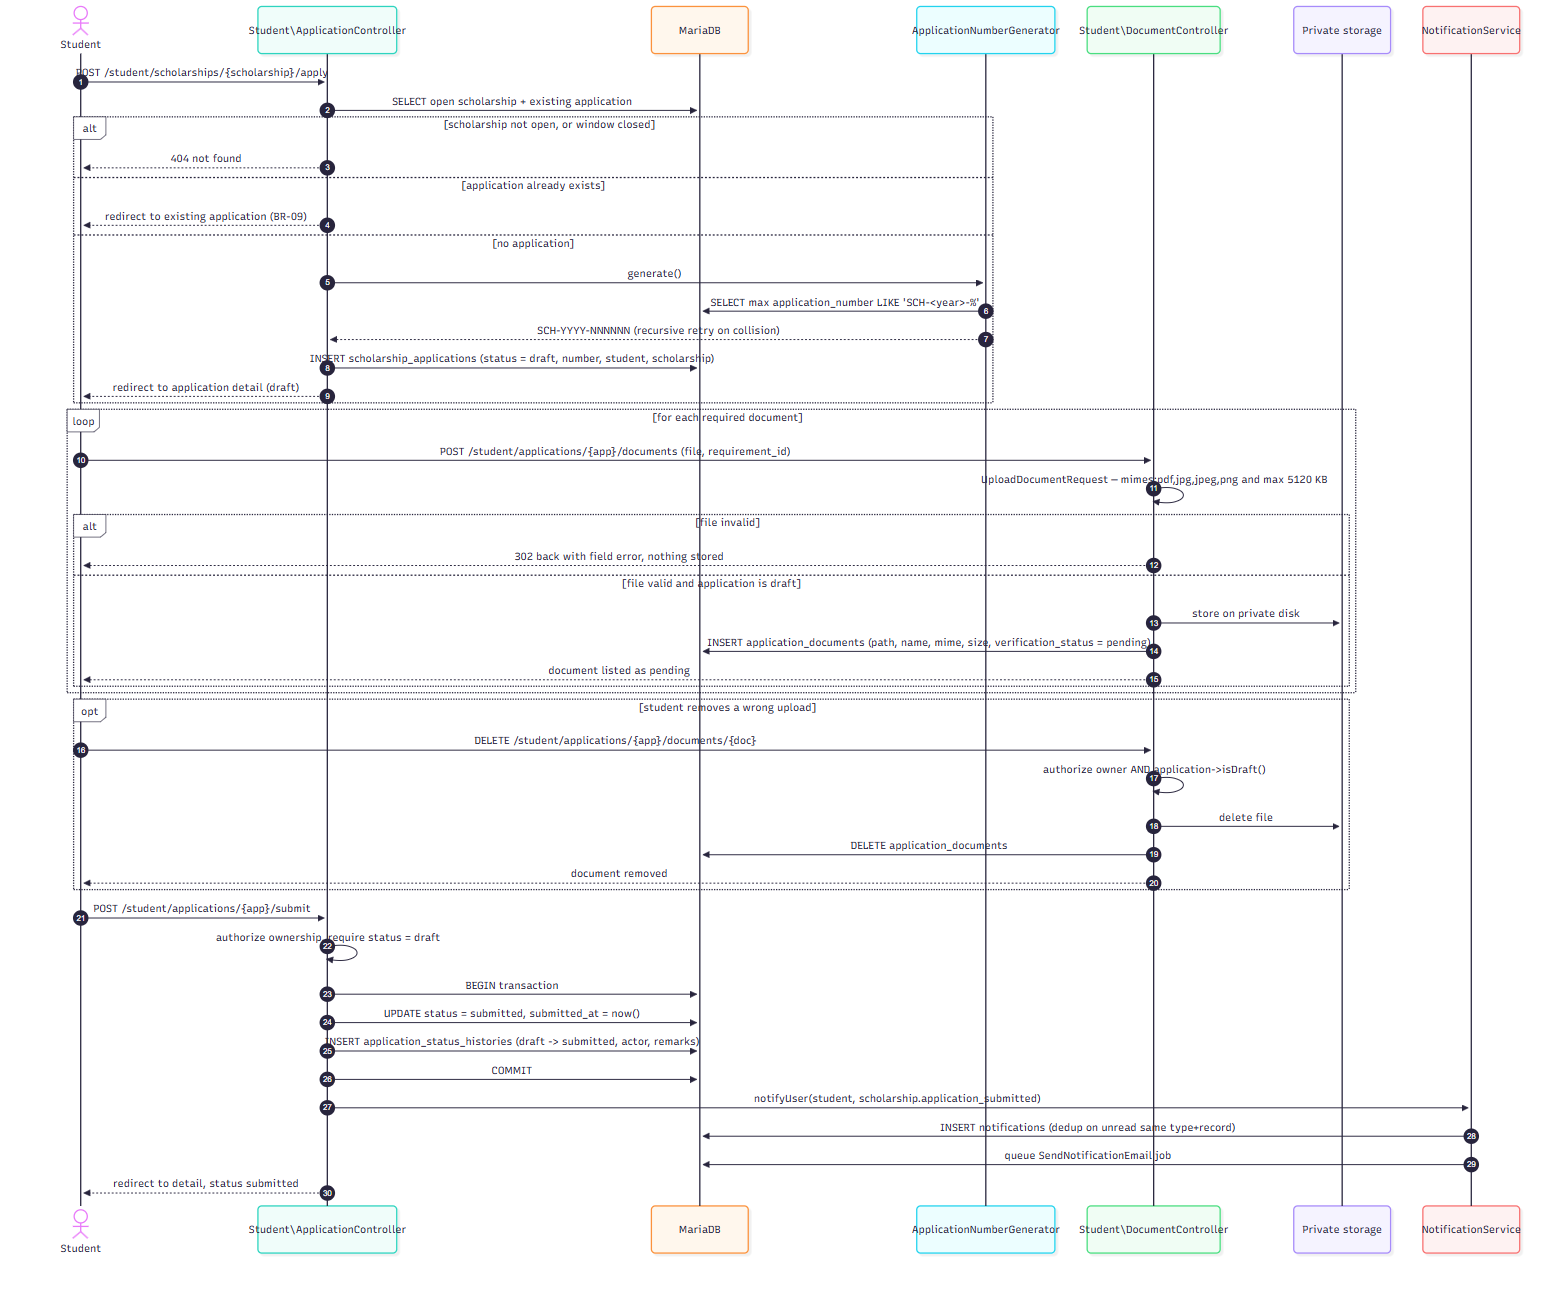 Student
Student\ApplicationController
MariaDB
ApplicationNumberGenerator
Student\DocumentController
Private storage
NotificationService
1
POST /student/scholarships/{scholarship}/apply
2
SELECT open scholarship + existing application
alt
[scholarship not open, or window closed]
404 not found
3
[application already exists]
redirect to existing application (BR-09)
4
[no application]
5
generate()
SELECT max application_number LIKE 'SCH-<year>-%'
6
SCH-YYYY-NNNNNN (recursive retry on collision)
7
INSERT scholarship_applications (status = draft, number, student, scholarship)
8
redirect to application detail (draft)
9
loop
[for each required document]
10
POST /student/applications/{app}/documents (file, requirement_id)
UploadDocumentRequest — mimes:pdf,jpg,jpeg,png and max 5120 KB
11
alt
[file invalid]
302 back with field error, nothing stored
12
[file valid and application is draft]
13
store on private disk
INSERT application_documents (path, name, mime, size, verification_status = pending)
14
document listed as pending
15
opt
[student removes a wrong upload]
16
DELETE /student/applications/{app}/documents/{doc}
authorize owner AND application->isDraft()
17
18
delete file
DELETE application_documents
19
document removed
20
21
POST /student/applications/{app}/submit
authorize ownership, require status = draft
22
23
BEGIN transaction
24
UPDATE status = submitted, submitted_at = now()
25
INSERT application_status_histories (draft -> submitted, actor, remarks)
26
COMMIT
27
notifyUser(student, scholarship.application_submitted)
INSERT notifications (dedup on unread same type+record)
28
queue SendNotificationEmail job
29
redirect to detail, status submitted
30
Student
Student\ApplicationController
MariaDB
ApplicationNumberGenerator
Student\DocumentController
Private storage
NotificationService